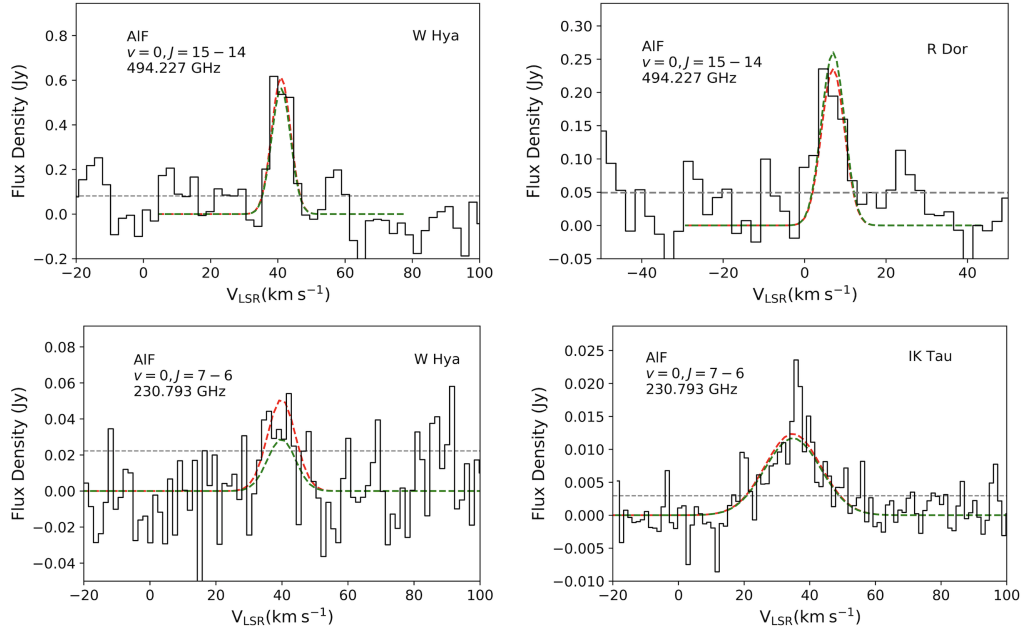 AlF
v = 0, J = 15 − 14
494.227 GHz
W Hya
Flux Density (Jy)
0.8
0.6
0.4
0.2
0.0
−0.2
−20 0 20 40 60 80 100
V_LSR(km s⁻¹)
AlF
v = 0, J = 15 − 14
494.227 GHz
R Dor
Flux Density (Jy)
0.30
0.25
0.20
0.15
0.10
0.05
0.00
−0.05
−40 −20 0 20 40
V_LSR(km s⁻¹)
AlF
v = 0, J = 7 − 6
230.793 GHz
W Hya
Flux Density (Jy)
0.08
0.06
0.04
0.02
0.00
−0.02
−0.04
−20 0 20 40 60 80 100
V_LSR(km s⁻¹)
AlF
v = 0, J = 7 − 6
230.793 GHz
IK Tau
Flux Density (Jy)
0.025
0.020
0.015
0.010
0.005
0.000
−0.005
−0.010
−20 0 20 40 60 80 100
V_LSR(km s⁻¹)